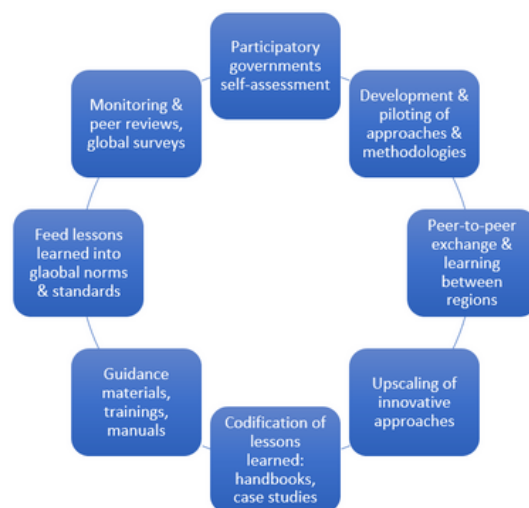 Participatory
governments
self-assessment
Development &
piloting of
approaches &
methodologies
Peer-to-peer
exchange &
learning
between
regions
Upscaling of
innovative
approaches
Codification of
lessons
learned:
handbooks,
case studies
Guidance
materials,
trainings,
manuals
Feed lessons
learned into
glaobal norms
& standards
Monitoring &
peer reviews,
global surveys